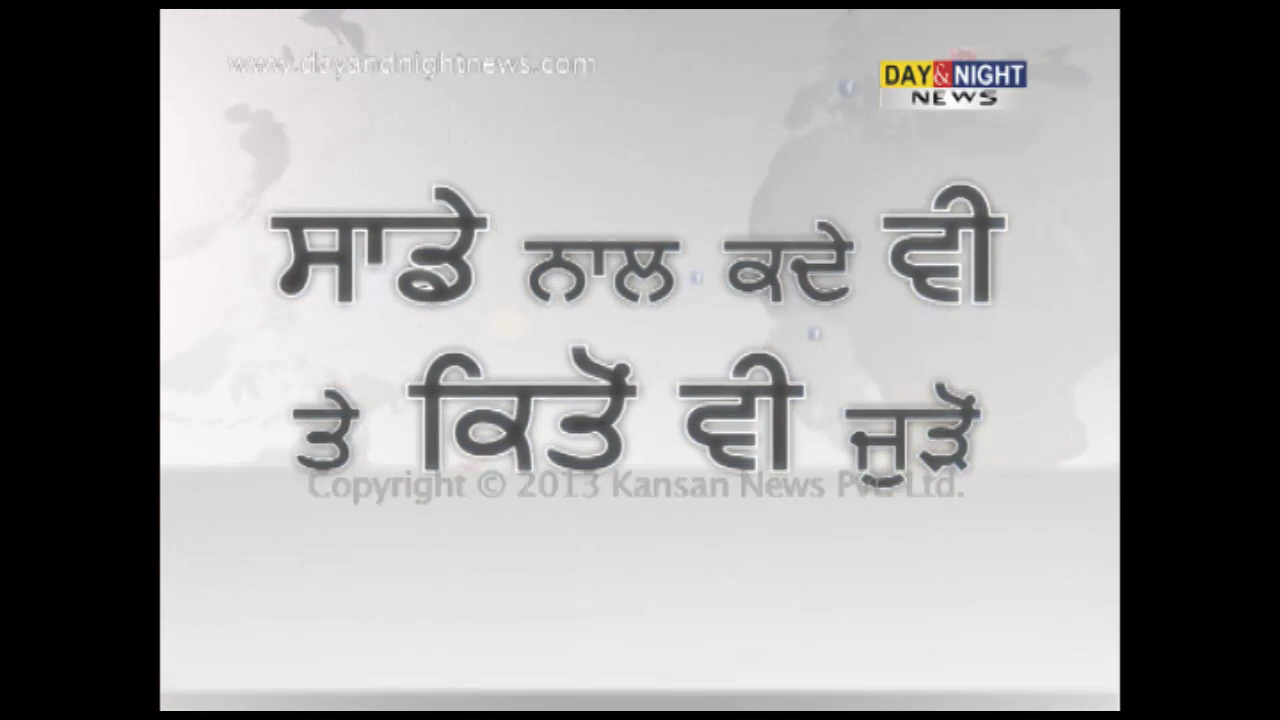 www.dayandnightnews.com
DAY&NIGHT
NEWS
ਸਾਡੇ ਨਾਲ ਕਦੇ ਵੀ
ਤੇ ਕਿਤੋਂ ਵੀ ਜੁੜੋਂ
Copyright © 2013 Kansan News Pvt Ltd.